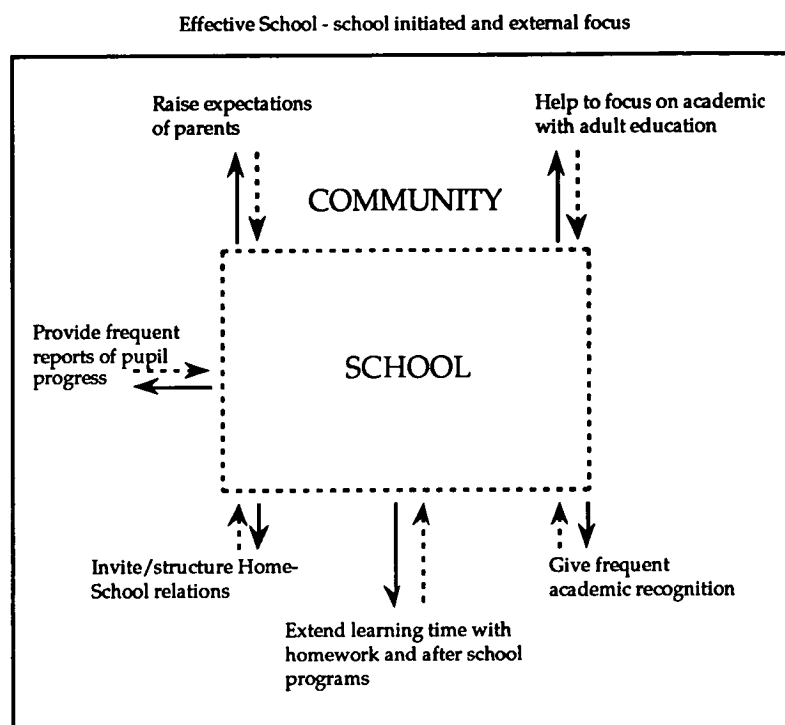 Effective School - school initiated and external focus
Raise expectations
of parents
Help to focus on academic
with adult education
COMMUNITY
Provide frequent
reports of pupil
progress
SCHOOL
Invite/structure Home-
School relations
Give frequent
academic recognition
Extend learning time with
homework and after school
programs